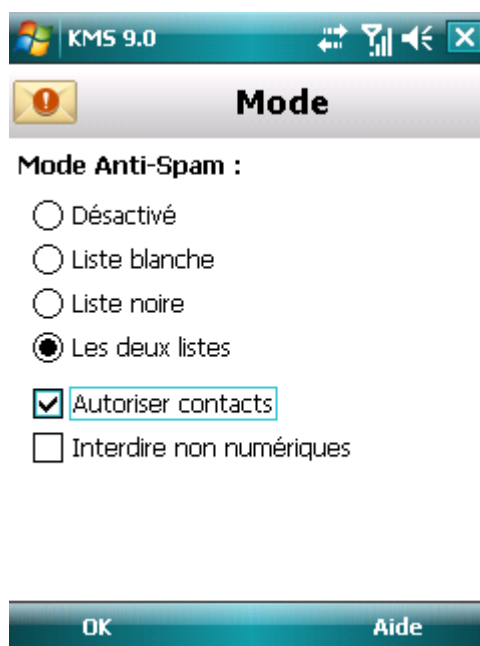 KMS 9.0
Mode
Mode Anti-Spam :
Désactivé
Liste blanche
Liste noire
Les deux listes
Autoriser contacts
Interdire non numériques
OK Aide